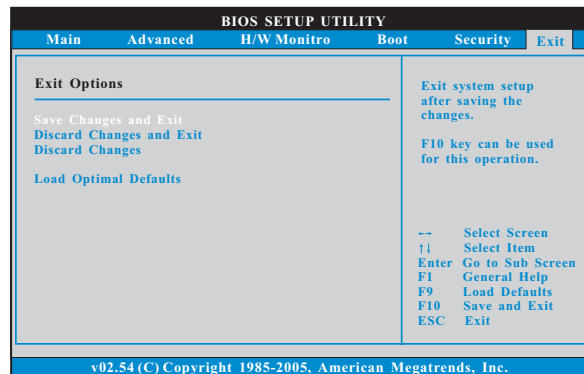 BIOS SETUP UTILITY
Main Advanced H/W Monitro Boot Security Exit
Exit Options
Save Changes and Exit
Discard Changes and Exit
Discard Changes
Load Optimal Defaults
Exit system setup
after saving the
changes.
F10 key can be used
for this operation.
←→ Select Screen
↑↓ Select Item
Enter Go to Sub Screen
F1 General Help
F9 Load Defaults
F10 Save and Exit
ESC Exit
v02.54 (C) Copyright 1985-2005, American Megatrends, Inc.